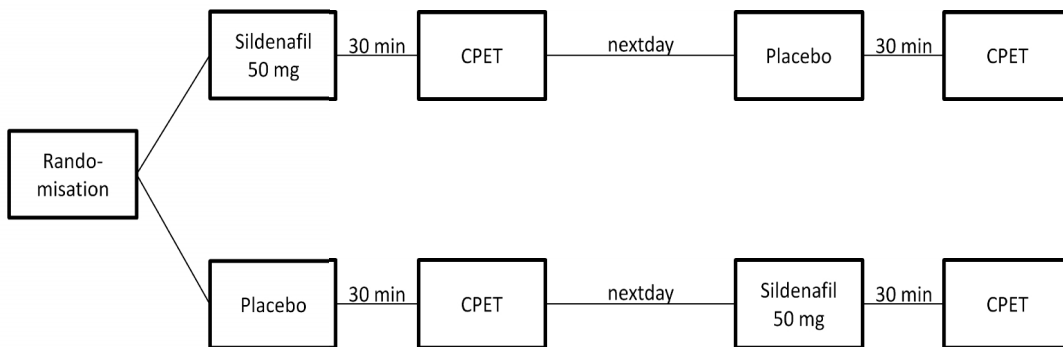 Sildenafil
50 mg
30 min
CPET
nextday
Placebo
30 min
CPET
Rando-
misation
Placebo
30 min
CPET
nextday
Sildenafil
50 mg
30 min
CPET